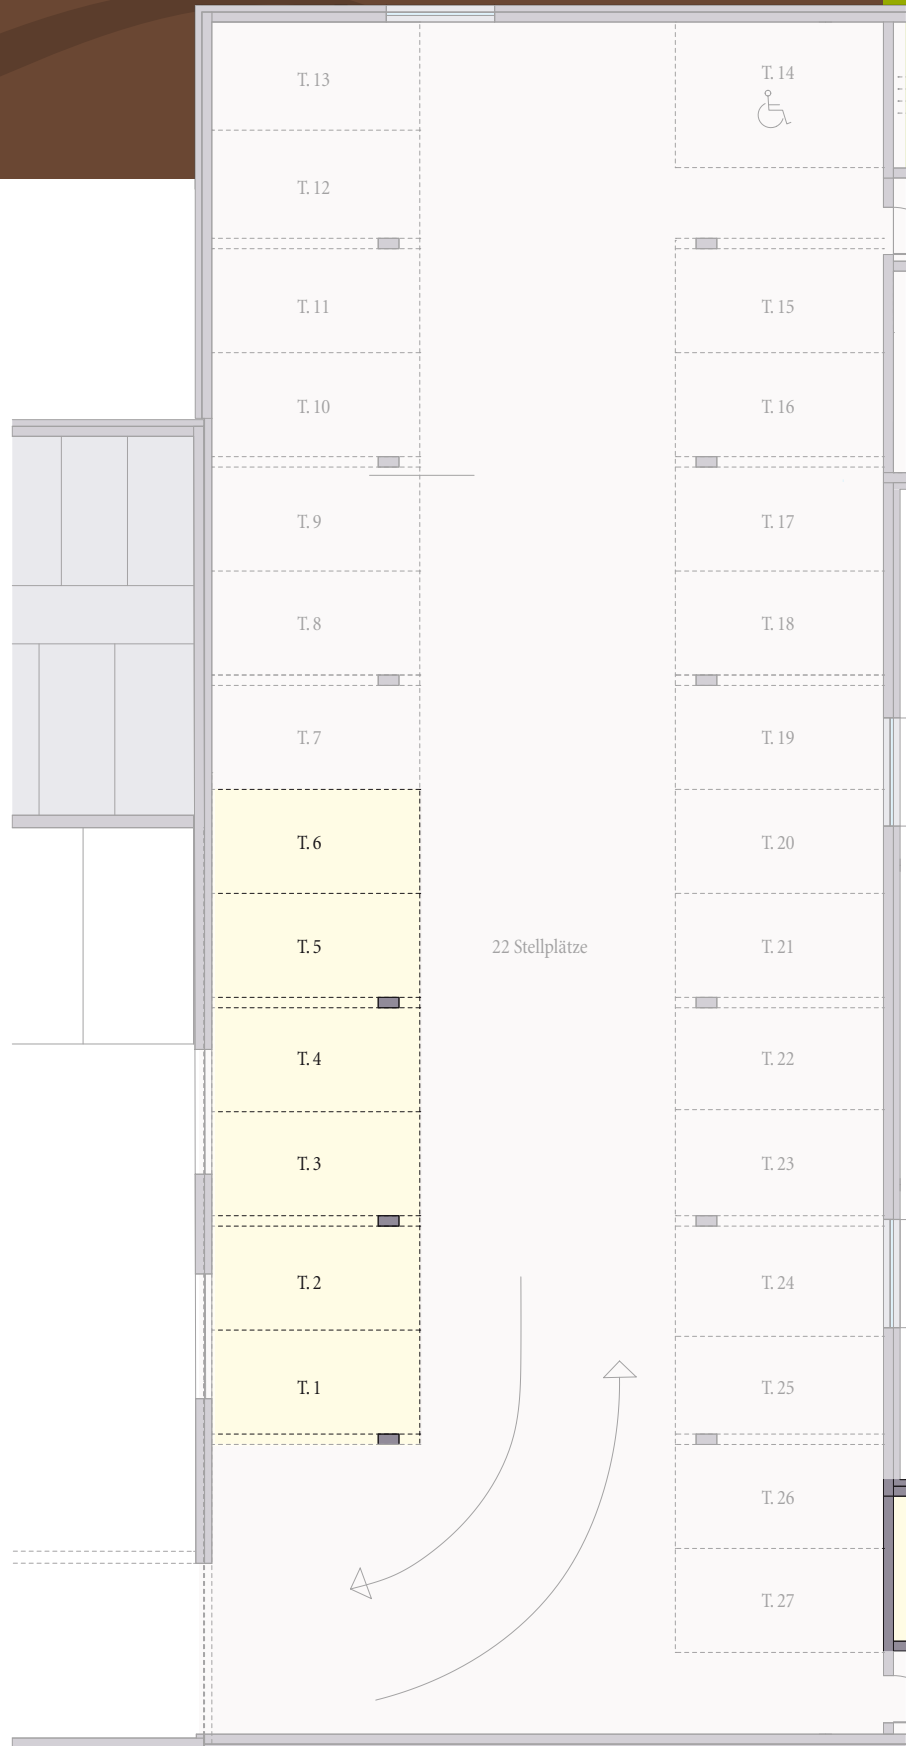 T. 13
T. 14
T. 12
T. 11
T. 15
T. 10
T. 16
T. 9
T. 17
T. 8
T. 18
T. 7
T. 19
T. 6
T. 20
T. 5
22 Stellplätze
T. 21
T. 4
T. 22
T. 3
T. 23
T. 2
T. 24
T. 1
T. 25
T. 26
T. 27